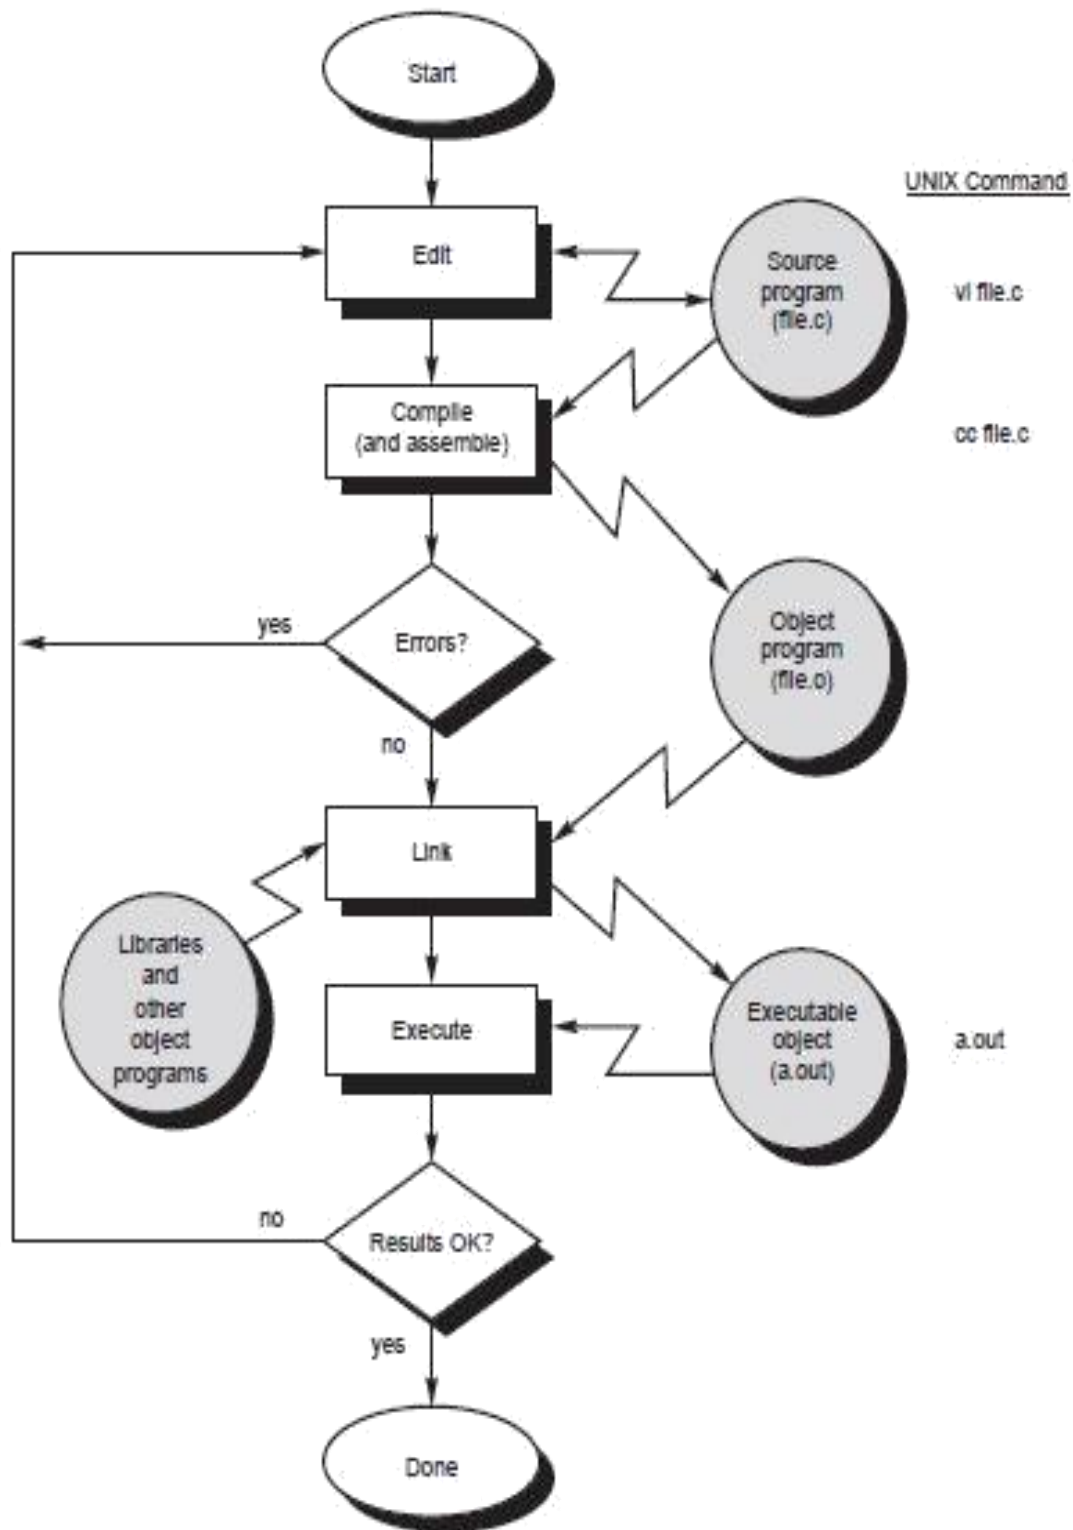 Start
UNIX Command
Edit
Source
program
(file.c)
vi file.c
Compile
(and assemble)
cc file.c
yes
Errors?
Object
program
(file.o)
no
Link
Libraries
and
other
object
programs
Execute
Executable
object
(a.out)
a.out
no
Results OK?
yes
Done